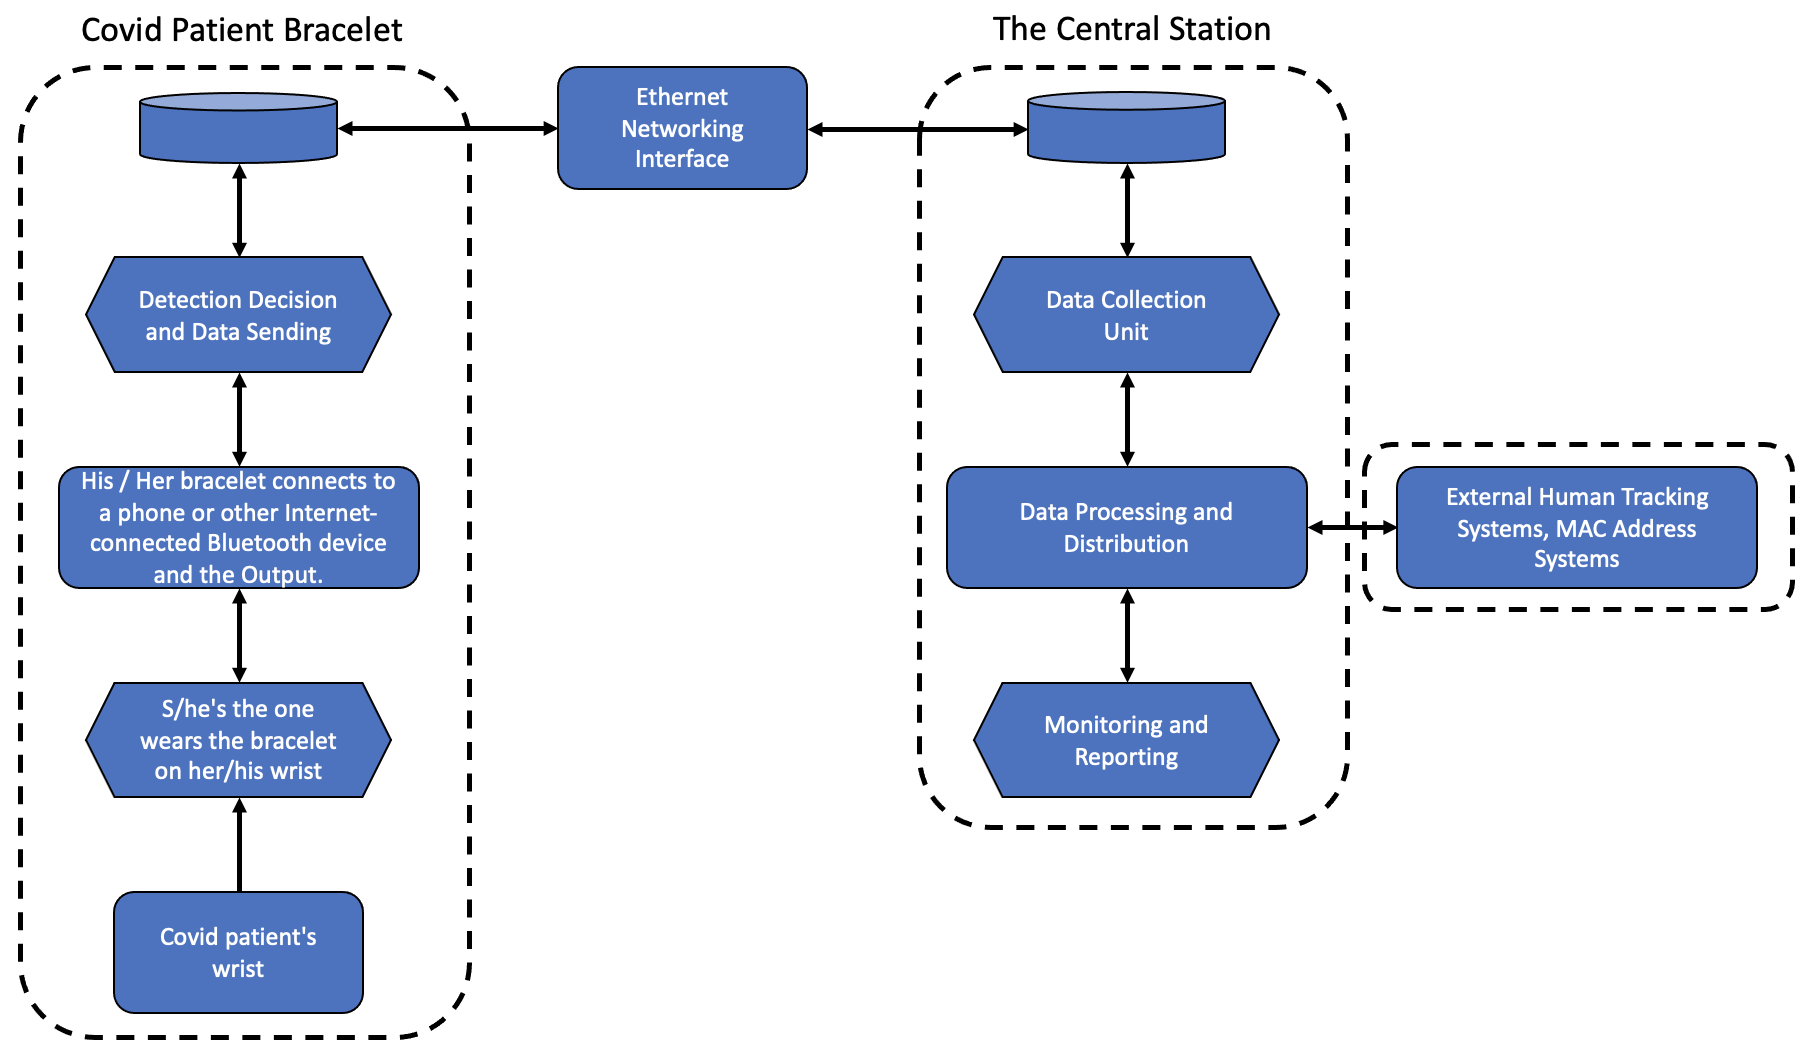 Covid Patient Bracelet
Detection Decision
and Data Sending
His / Her bracelet connects to
a phone or other Internet-
connected Bluetooth device
and the Output.
S/he's the one
wears the bracelet
on her/his wrist
Covid patient's
wrist
Ethernet
Networking
Interface
The Central Station
Data Collection
Unit
Data Processing and
Distribution
Monitoring and
Reporting
External Human Tracking
Systems, MAC Address
Systems